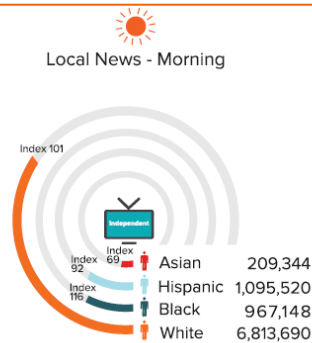 Local News - Morning
Index 101
Independent
Index 69
Asian 209,344
Index 92
Hispanic 1,095,520
Index 116
Black 967,148
White 6,813,690